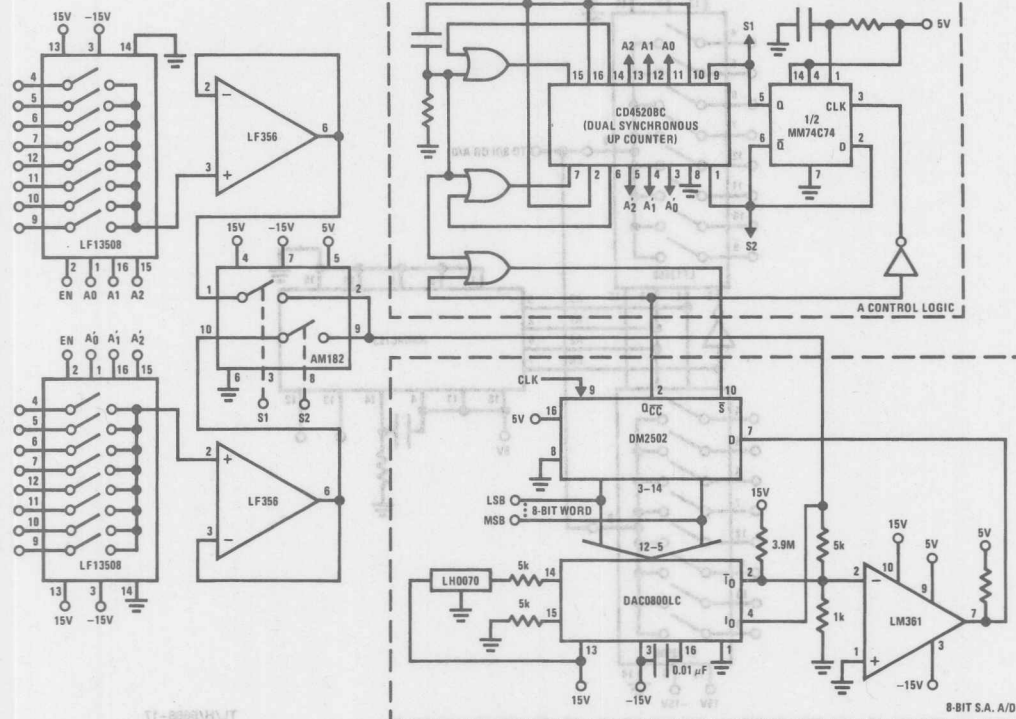 15V -15V
13 3 14
4
5
6
7
12
11
10
9
LF13508
2 1 16 15
EN A0 A1 A2
2
-
LF356
6
3
+
15V -15V 5V
4 7 5
1 2
10 9
AM182
6 3 8
S1 S2
EN A'0 A'1 A'2
2 1 16 15
4
5
6
7
12
11
10
9
LF13508
13 3 14
15V -15V
2
+
LF356
6
3
-
A2 A1 A0
S1
15 16 14 13 12 11 10 9
CD4520BC
(DUAL SYNCHRONOUS
UP COUNTER)
7 2 6 5 4 3 8 1
A'2 A'1 A'0
S2
5V
14 4 1
5 Q CLK 3
1/2
MM74C74
6 Q̅ D 2
7
A CONTROL LOGIC
CLK
9 2 10
Q̅C̅C̅ S̅
5V 16
DM2502
D 7
8
3-14
LSB
8-BIT WORD
MSB
12-5
15V
3.9M
5k
1k
LH0070
5k 14
5k 15
DAC0800LC
I̅O 2
IO 4
13 3 16 1
0.01 µF
15V -15V
15V 5V 5V
10 9
2 -
LM361
7
1 +
3
-15V
8-BIT S.A. A/D